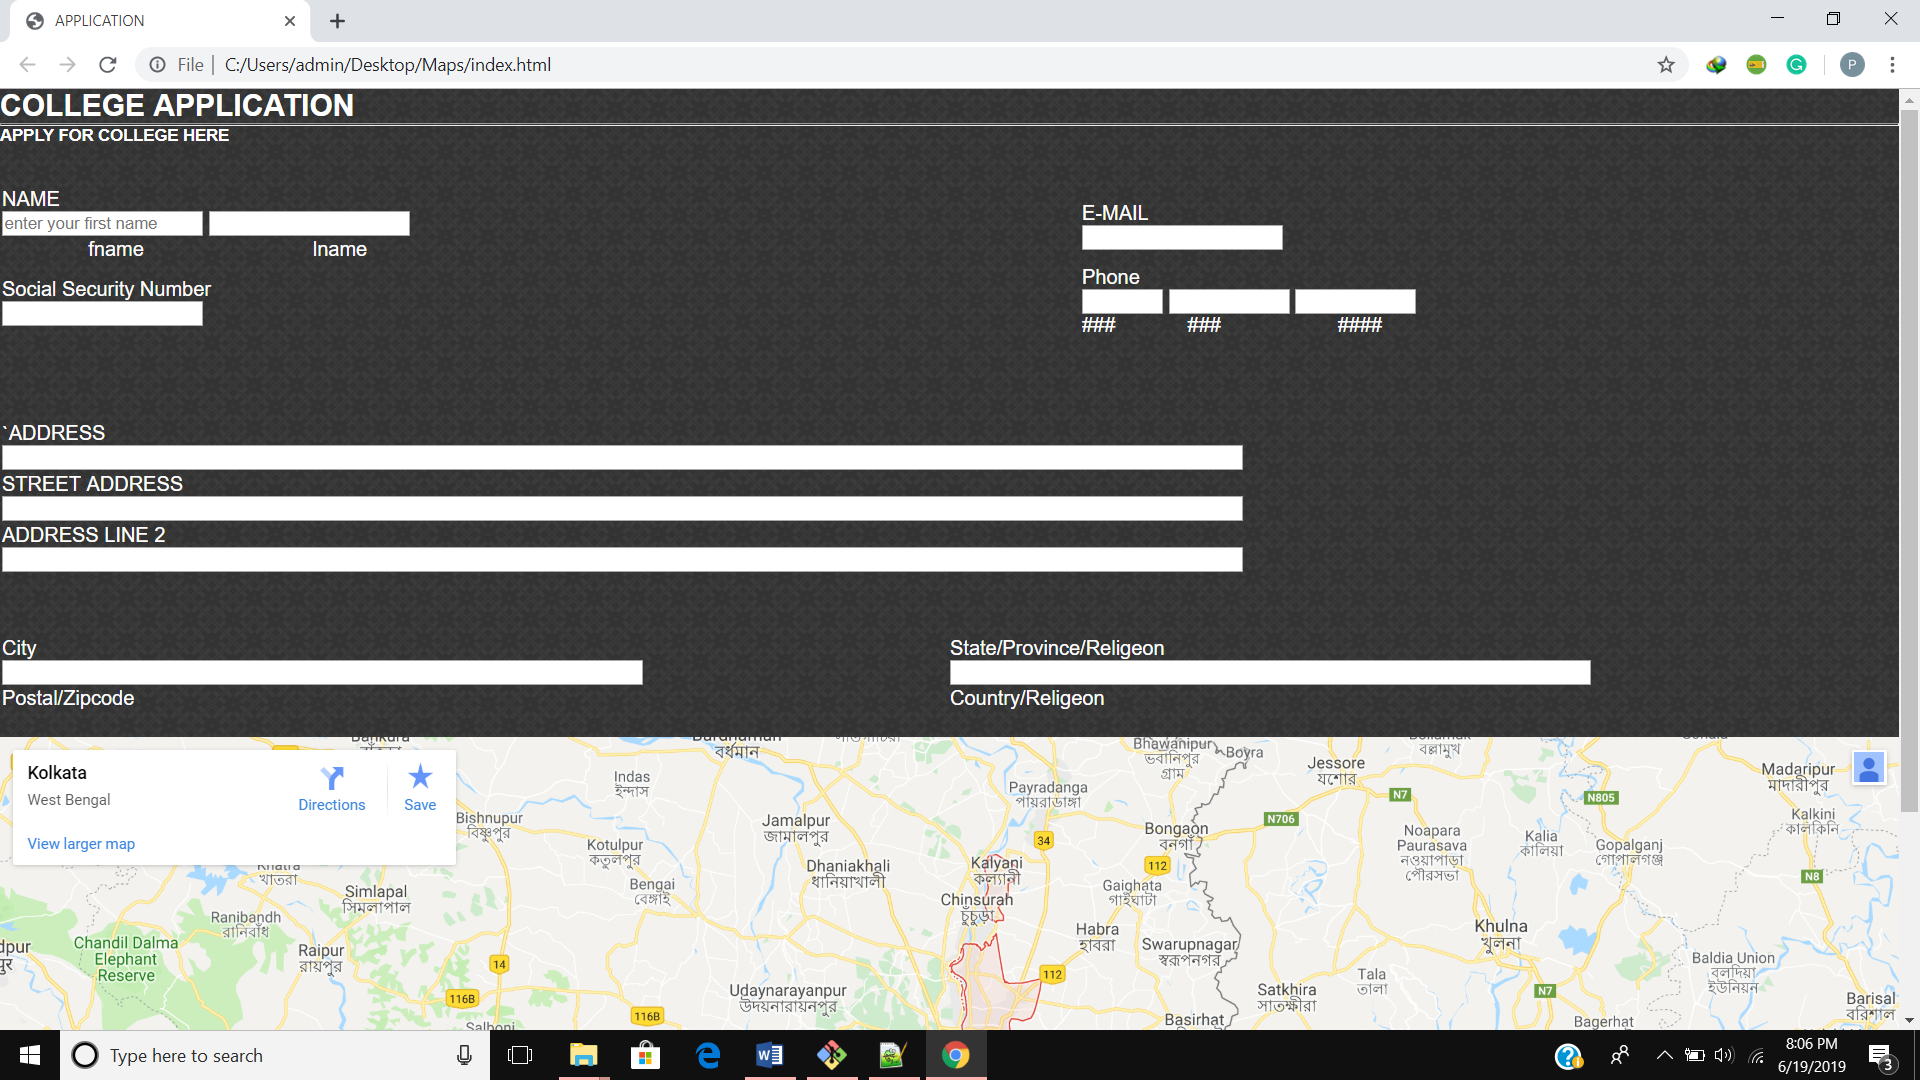 APPLICATION
File
C:/Users/admin/Desktop/Maps/index.html
P
COLLEGE APPLICATION
APPLY FOR COLLEGE HERE
NAME
enter your first name
fname lname
E-MAIL
Social Security Number
Phone
### ### ####
`ADDRESS
STREET ADDRESS
ADDRESS LINE 2
City State/Province/Religeon
Postal/Zipcode Country/Religeon
Kolkata
West Bengal
Directions
Save
View larger map
বর্ধমান
Bhawanipur
ভবানিপুর
গ্রাম
Boyra
বল্লামুখ
Indas
ইন্দাস
Jessore
যশোর
Madaripur
মাদারীপুর
Payradanga
পায়রাডাঙ্গা
N7
N805
Bishnupur
বিষ্ণুপুর
Jamalpur
জামালপুর
N706
Kalkini
কালকিনি
Kotulpur
কতুলপুর
34
Bongaon
বনগাঁ
Noapara
Paurasava
নওয়াপাড়া
পৌরসভা
Kalia
কালিয়া
Gopalganj
গোপালগঞ্জ
খাতরা
Dhaniakhali
ধানিয়াখালী
Kalyani
কল্যানী
112
N8
Simlapal
সিমলাপাল
Bengai
বেঙ্গাই
Gaighata
গাইঘাটা
Chinsurah
চুঁচুড়া
Ranibandh
রানিবাঁধ
Habra
হাবরা
Khulna
খুলনা
Chandil Dalma
Elephant
Reserve
Raipur
রায়পুর
14
Swarupnagar
স্বরূপনগর
112
Tala
তালা
Baldia Union
বলদিয়া
ইউনিয়ন
116B
Udaynarayanpur
উদয়নারায়নপুর
Satkhira
সাতক্ষীরা
N7
Barisal
বরিশাল
116B
Salboni
Basirhat
Bagerhat
Type here to search
8:06 PM
6/19/2019
3